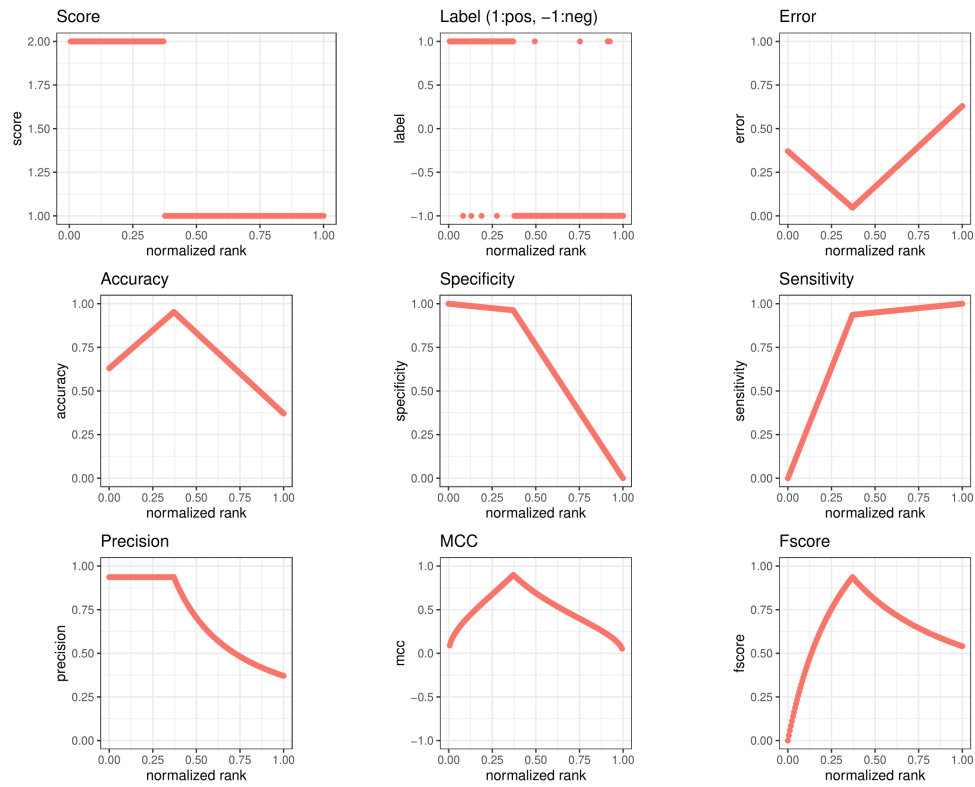 Score
2.00
1.75
1.50
1.25
1.00
score
0.00 0.25 0.50 0.75 1.00
normalized rank
Label (1:pos, −1:neg)
1.0
0.5
0.0
−0.5
−1.0
label
0.00 0.25 0.50 0.75 1.00
normalized rank
Error
1.00
0.75
0.50
0.25
0.00
error
0.00 0.25 0.50 0.75 1.00
normalized rank
Accuracy
1.00
0.75
0.50
0.25
0.00
accuracy
0.00 0.25 0.50 0.75 1.00
normalized rank
Specificity
1.00
0.75
0.50
0.25
0.00
specificity
0.00 0.25 0.50 0.75 1.00
normalized rank
Sensitivity
1.00
0.75
0.50
0.25
0.00
sensitivity
0.00 0.25 0.50 0.75 1.00
normalized rank
Precision
1.00
0.75
0.50
0.25
0.00
precision
0.00 0.25 0.50 0.75 1.00
normalized rank
MCC
1.0
0.5
0.0
−0.5
−1.0
mcc
0.00 0.25 0.50 0.75 1.00
normalized rank
Fscore
1.00
0.75
0.50
0.25
0.00
fscore
0.00 0.25 0.50 0.75 1.00
normalized rank